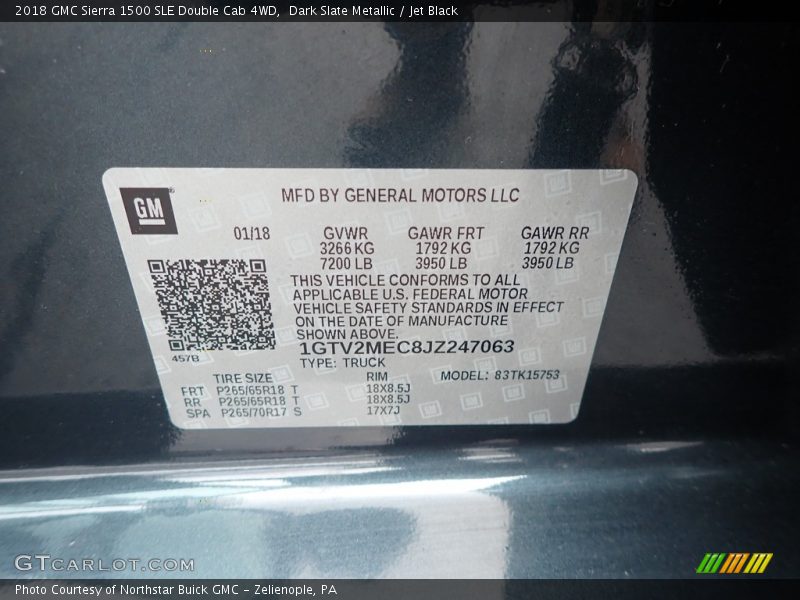 2018 GMC Sierra 1500 SLE Double Cab 4WD, Dark Slate Metallic / Jet Black
GM
MFD BY GENERAL MOTORS LLC
01/18 GVWR GAWR FRT GAWR RR
3266 KG 1792 KG 1792 KG
7200 LB 3950 LB 3950 LB
THIS VEHICLE CONFORMS TO ALL
APPLICABLE U.S. FEDERAL MOTOR
VEHICLE SAFETY STANDARDS IN EFFECT
ON THE DATE OF MANUFACTURE
SHOWN ABOVE.
457B
1GTV2MEC8JZ247063
TYPE: TRUCK
TIRE SIZE RIM MODEL: 83TK15753
FRT P265/65R18 T 18X8.5J
RR P265/65R18 T 18X8.5J
SPA P265/70R17 S 17X7J
GTCARLOT.COM
Photo Courtesy of Northstar Buick GMC - Zelienople, PA